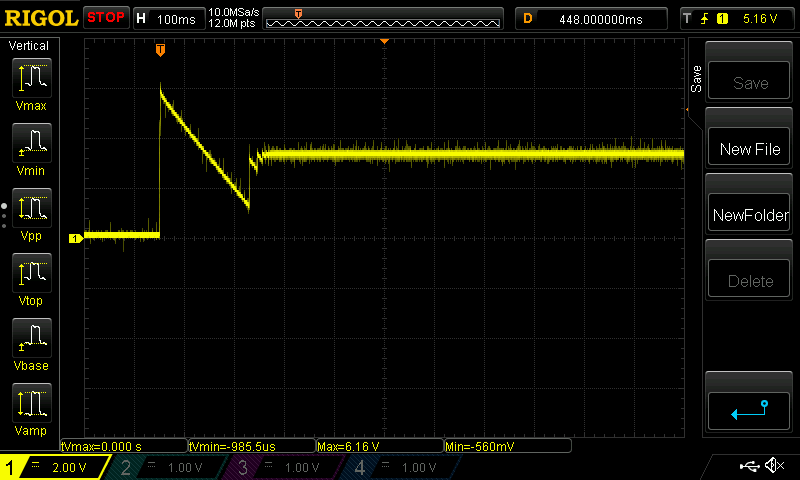 RIGOL STOP H 100ms 10.0MSa/s 12.0M pts T D 448.000000ms T 1 5.16 V
Vertical
T
Vmax
Vmin
Vpp
Vtop
Vbase
Vamp
1
Save
Save
New File
NewFolder
Delete
tVmax=0.000 s tVmin=-985.5us Max=6.16 V Min=-560mV
1 2.00 V 2 1.00 V 3 1.00 V 4 1.00 V